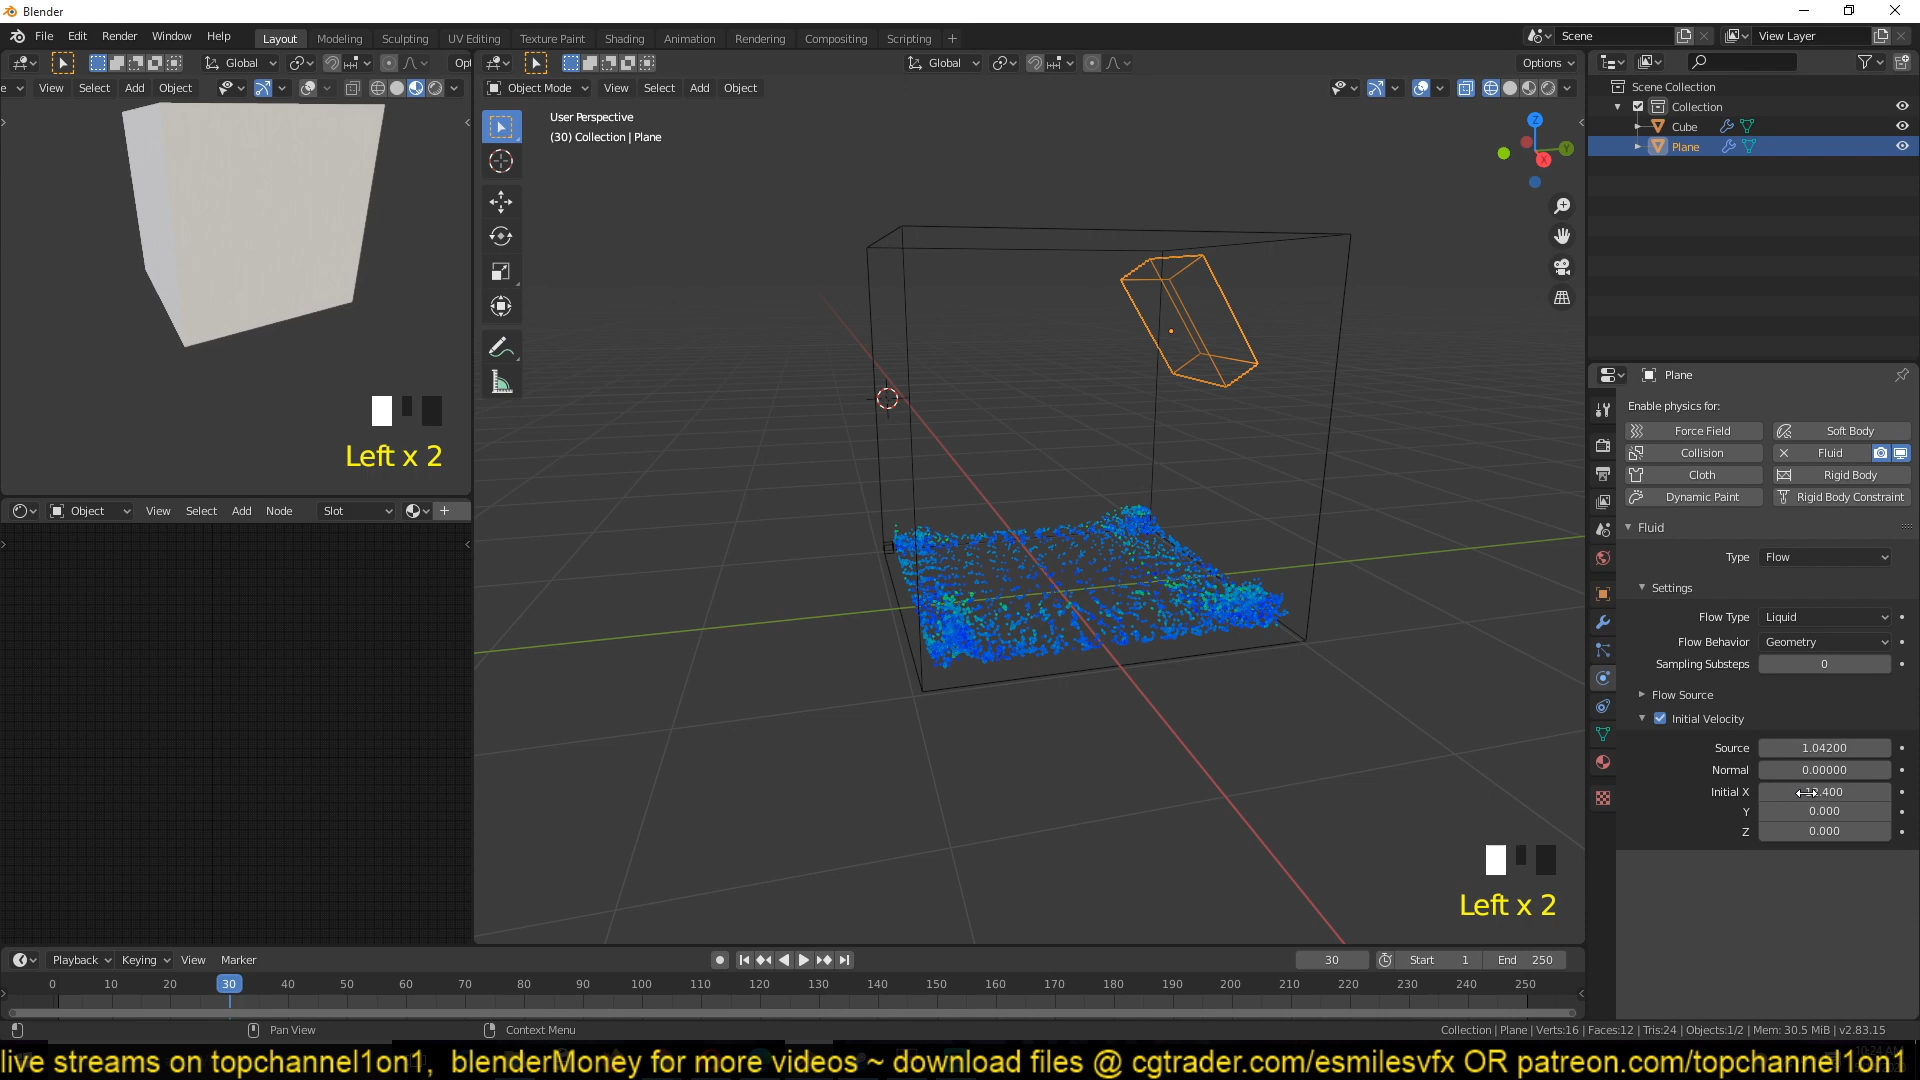 Blender
File Edit Render Window Help
Layout Modeling Sculpting UV Editing Texture Paint Shading Animation Rendering Compositing Scripting
Scene View Layer
Global Opt
Global Options
e View Select Add Object
Object Mode View Select Add Object
User Perspective
(30) Collection | Plane
Z
Y
X
Scene Collection
Collection
Cube
Plane
Left x 2
Object View Select Add Node Slot
Left x 2
Plane
Enable physics for:
Force Field Soft Body
Collision Fluid
Cloth Rigid Body
Dynamic Paint Rigid Body Constraint
Fluid
Type Flow
Settings
Flow Type Liquid
Flow Behavior Geometry
Sampling Substeps 0
Flow Source
Initial Velocity
Source 1.04200
Normal 0.00000
Initial X
Y 0.000
Z 0.000
Playback Keying View Marker
30 Start 1 End 250
0 10 20 30 40 50 60 70 80 90 100 110 120 130 140 150 160 170 180 190 200 210 220 230 240 250
Pan View Context Menu
Collection | Plane | Verts:16 | Faces:12 | Tris:24 | Objects:1/2 | Mem: 30.5 MiB | v2.83.15
live streams on topchannel1on1, blenderMoney for more videos ~ download files @ cgtrader.com/esmilesvfx OR patreon.com/topchannel1on1